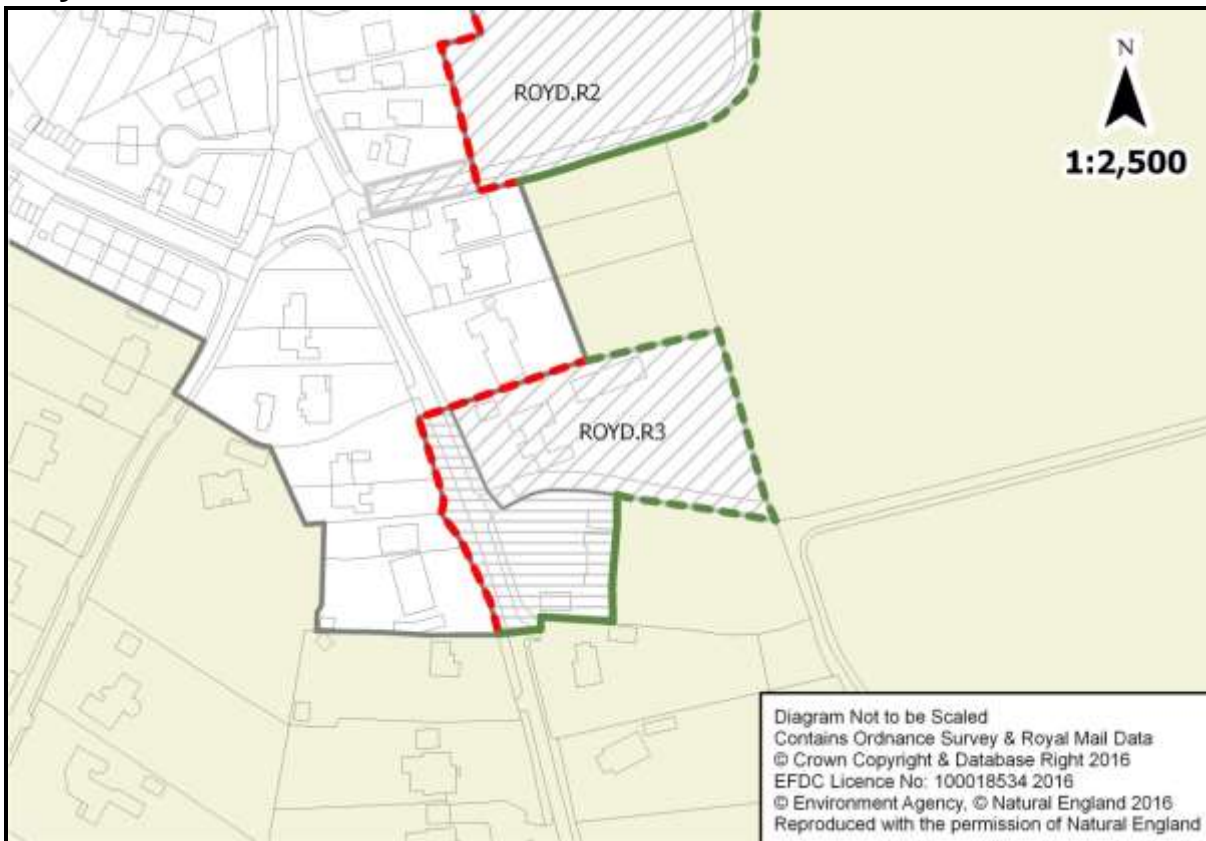 ROYD.R2
N
1:2,500
ROYD.R3
Diagram Not to be Scaled
Contains Ordnance Survey & Royal Mail Data
© Crown Copyright & Database Right 2016
EFDC Licence No: 100018534 2016
© Environment Agency, © Natural England 2016
Reproduced with the permission of Natural England